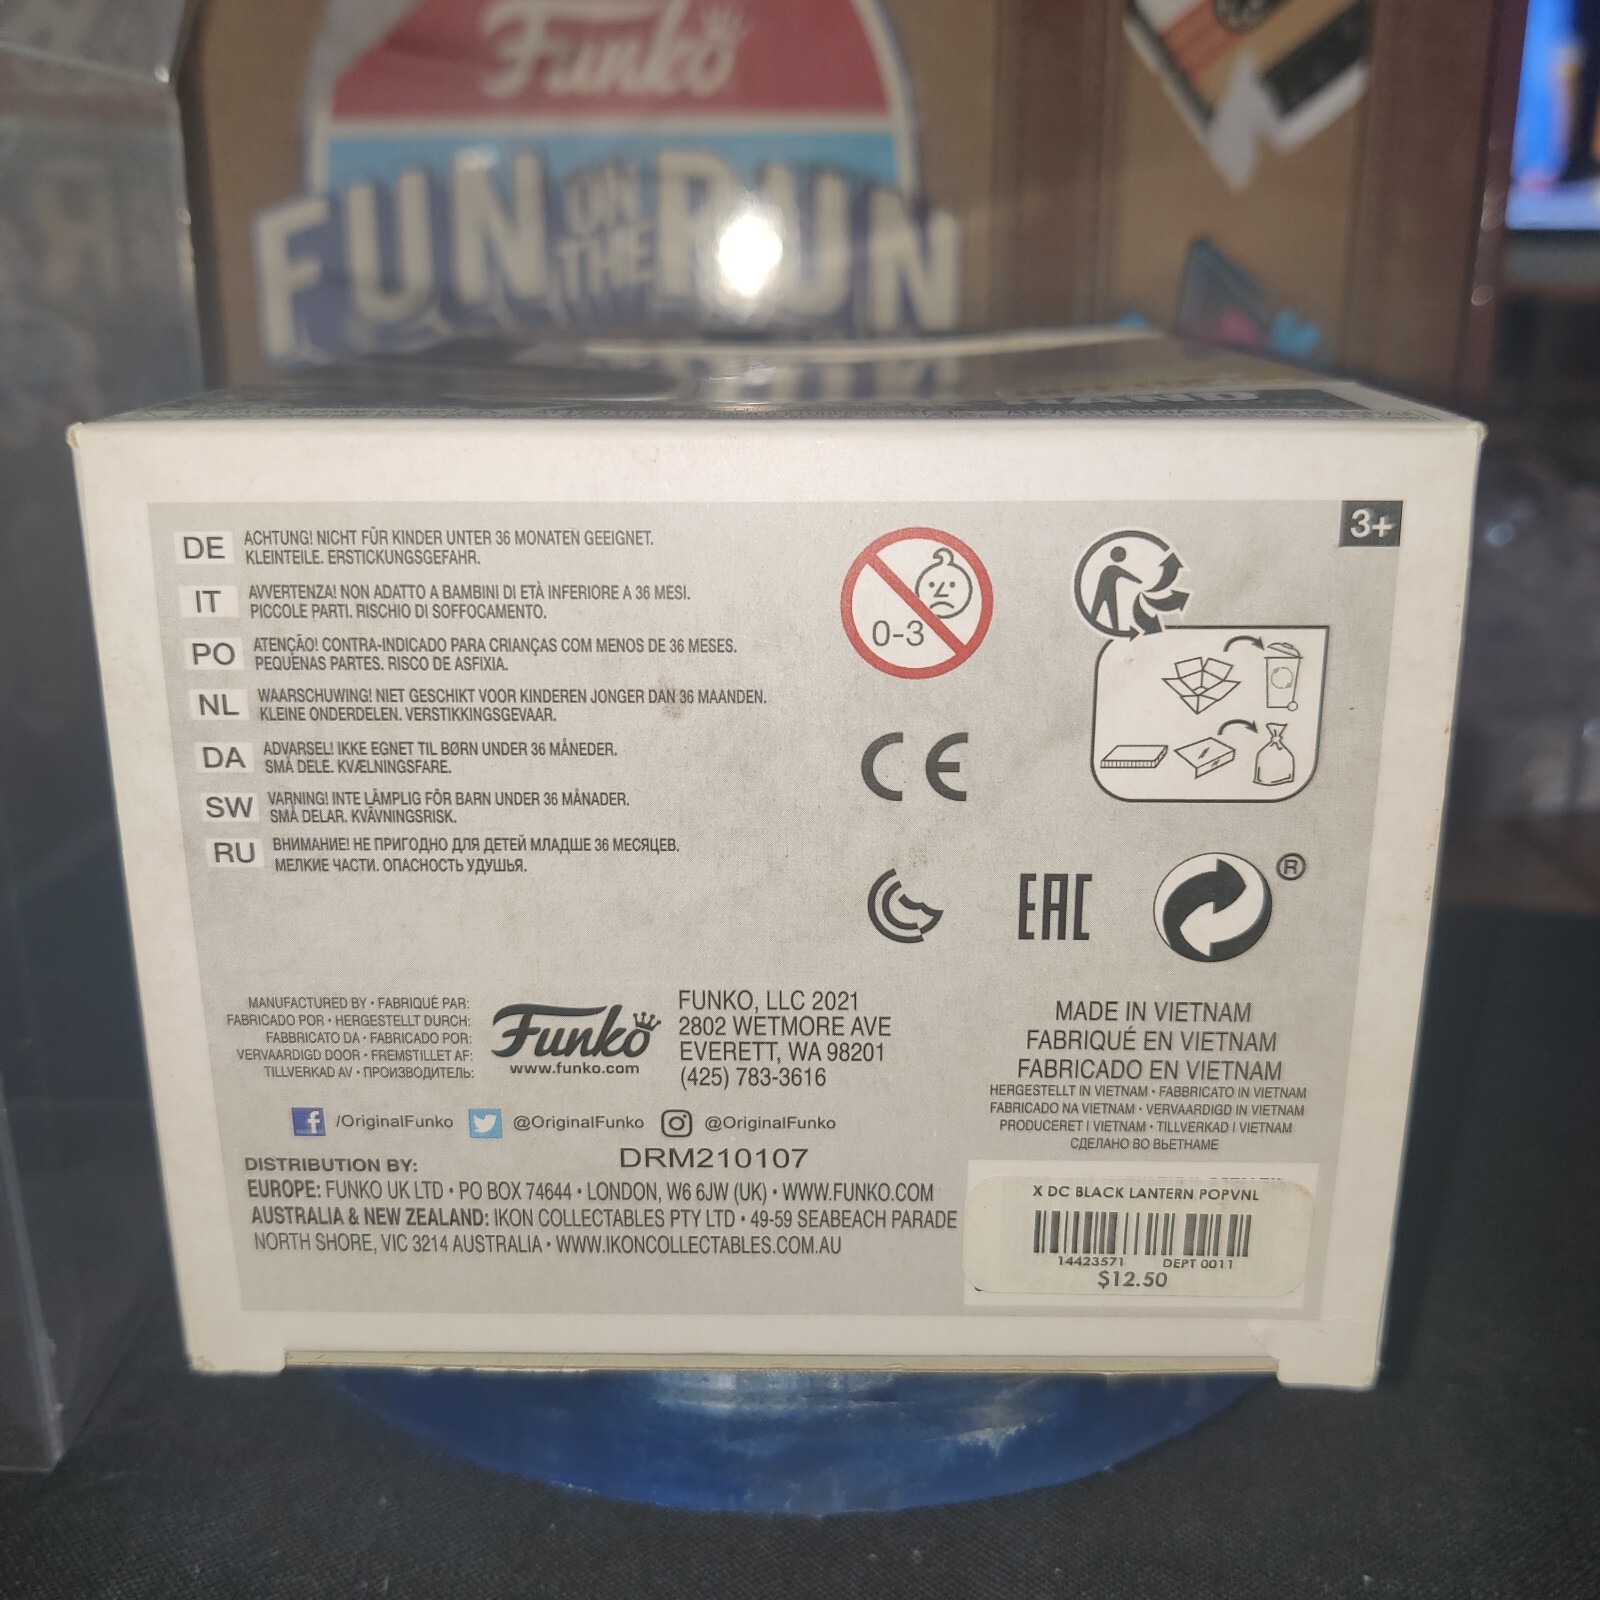 Funko
FUN ON THE RUN
HAND
3+
DE ACHTUNG! NICHT FÜR KINDER UNTER 36 MONATEN GEEIGNET.
KLEINTEILE. ERSTICKUNGSGEFAHR.
IT AVVERTENZA! NON ADATTO A BAMBINI DI ETÀ INFERIORE A 36 MESI.
PICCOLE PARTI. RISCHIO DI SOFFOCAMENTO.
PO ATENÇÃO! CONTRA-INDICADO PARA CRIANÇAS COM MENOS DE 36 MESES.
PEQUENAS PARTES. RISCO DE ASFIXIA.
NL WAARSCHUWING! NIET GESCHIKT VOOR KINDEREN JONGER DAN 36 MAANDEN.
KLEINE ONDERDELEN. VERSTIKKINGSGEVAAR.
DA ADVARSEL! IKKE EGNET TIL BØRN UNDER 36 MÅNEDER.
SMÅ DELE. KVÆLNINGSFARE.
SW VARNING! INTE LÄMPLIG FÖR BARN UNDER 36 MÅNADER.
SMÅ DELAR. KVÄVNINGSRISK.
RU ВНИМАНИЕ! НЕ ПРИГОДНО ДЛЯ ДЕТЕЙ МЛАДШЕ 36 МЕСЯЦЕВ.
МЕЛКИЕ ЧАСТИ. ОПАСНОСТЬ УДУШЬЯ.
0-3
CE
EAC
®
MANUFACTURED BY • FABRIQUÉ PAR:
FABRICADO POR • HERGESTELLT DURCH:
FABBRICATO DA • FABRICADO POR:
VERVAARDIGD DOOR • FREMSTILLET AF:
TILLVERKAD AV • ПРОИЗВОДИТЕЛЬ:
Funko
www.funko.com
FUNKO, LLC 2021
2802 WETMORE AVE
EVERETT, WA 98201
(425) 783-3616
f /OriginalFunko @OriginalFunko @OriginalFunko
DRM210107
DISTRIBUTION BY:
EUROPE: FUNKO UK LTD • PO BOX 74644 • LONDON, W6 6JW (UK) • WWW.FUNKO.COM
AUSTRALIA & NEW ZEALAND: IKON COLLECTABLES PTY LTD • 49-59 SEABEACH PARADE
NORTH SHORE, VIC 3214 AUSTRALIA • WWW.IKONCOLLECTABLES.COM.AU
MADE IN VIETNAM
FABRIQUÉ EN VIETNAM
FABRICADO EN VIETNAM
HERGESTELLT IN VIETNAM • FABBRICATO IN VIETNAM
FABRICADO NA VIETNAM • VERVAARDIGD IN VIETNAM
PRODUCERET I VIETNAM • TILLVERKAD I VIETNAM
СДЕЛАНО ВО ВЬЕТНАМЕ
X DC BLACK LANTERN POPVNL
14423571 DEPT 0011
$12.50